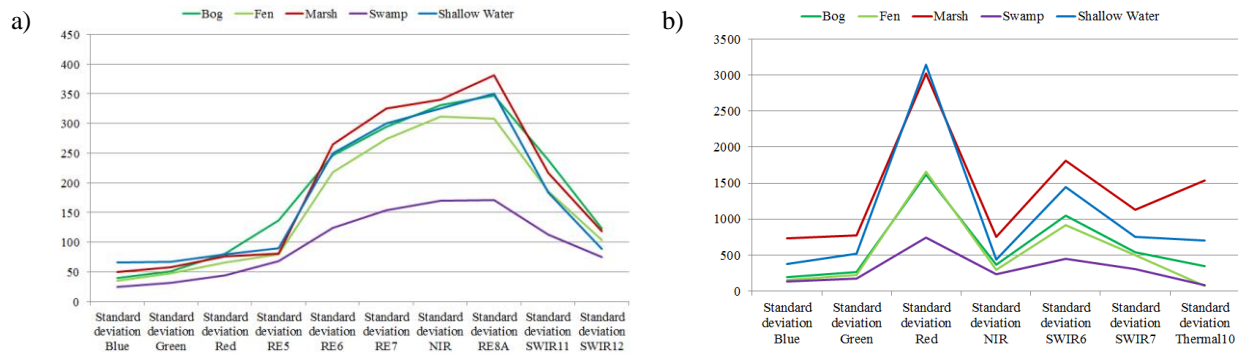 a)
Bog Fen Marsh Swamp Shallow Water
450
400
350
300
250
200
150
100
50
0
Standard deviation Blue
Standard deviation Green
Standard deviation Red
Standard deviation RE5
Standard deviation RE6
Standard deviation RE7
Standard deviation NIR
Standard deviation RE8A
Standard deviation SWIR11
Standard deviation SWIR12
b)
Bog Fen Marsh Swamp Shallow Water
3500
3000
2500
2000
1500
1000
500
0
Standard deviation Blue
Standard deviation Green
Standard deviation Red
Standard deviation NIR
Standard deviation SWIR6
Standard deviation SWIR7
Standard deviation Thermal10